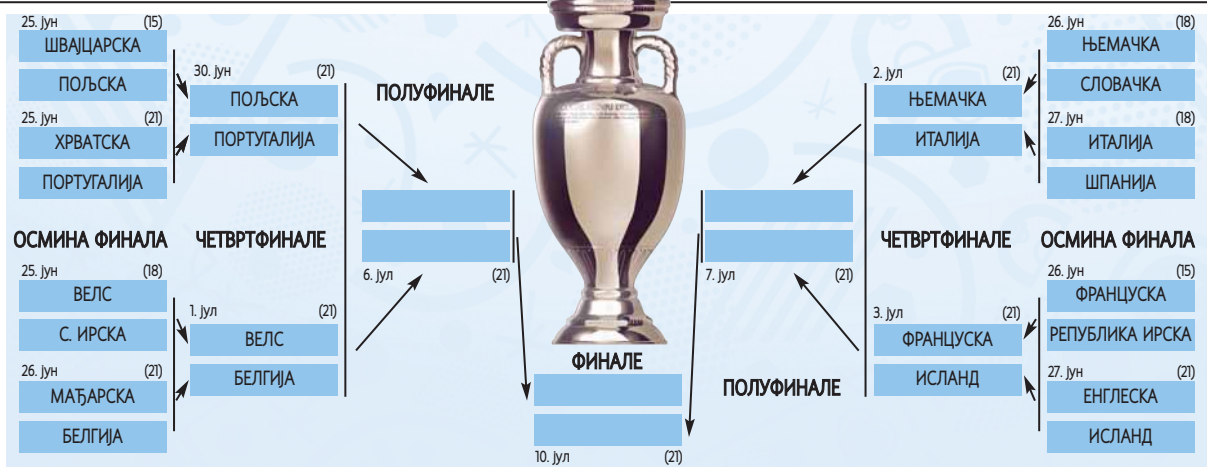 25. јун (15)
ШВАЈЦАРСКА
ПОЉСКА
25. јун (21)
ХРВАТСКА
ПОРТУГАЛИЈА
30. јун (21)
ПОЉСКА
ПОРТУГАЛИЈА
ПОЛУФИНАЛЕ
ОСМИНА ФИНАЛА
ЧЕТВРТФИНАЛЕ
25. јун (18)
ВЕЛС
С. ИРСКА
26. јун (21)
МАЂАРСКА
БЕЛГИЈА
1. јул (21)
ВЕЛС
БЕЛГИЈА
6. јул (21)
ФИНАЛЕ
10. јул (21)
7. јул (21)
ПОЛУФИНАЛЕ
2. јул (21)
ЊЕМАЧКА
ИТАЛИЈА
ЧЕТВРТФИНАЛЕ
3. јул (21)
ФРАНЦУСКА
ИСЛАНД
26. јун (18)
ЊЕМАЧКА
СЛОВАЧКА
27. јун (18)
ИТАЛИЈА
ШПАНИЈА
ОСМИНА ФИНАЛА
26. јун (15)
ФРАНЦУСКА
РЕПУБЛИКА ИРСКА
27. јун (21)
ЕНГЛЕСКА
ИСЛАНД